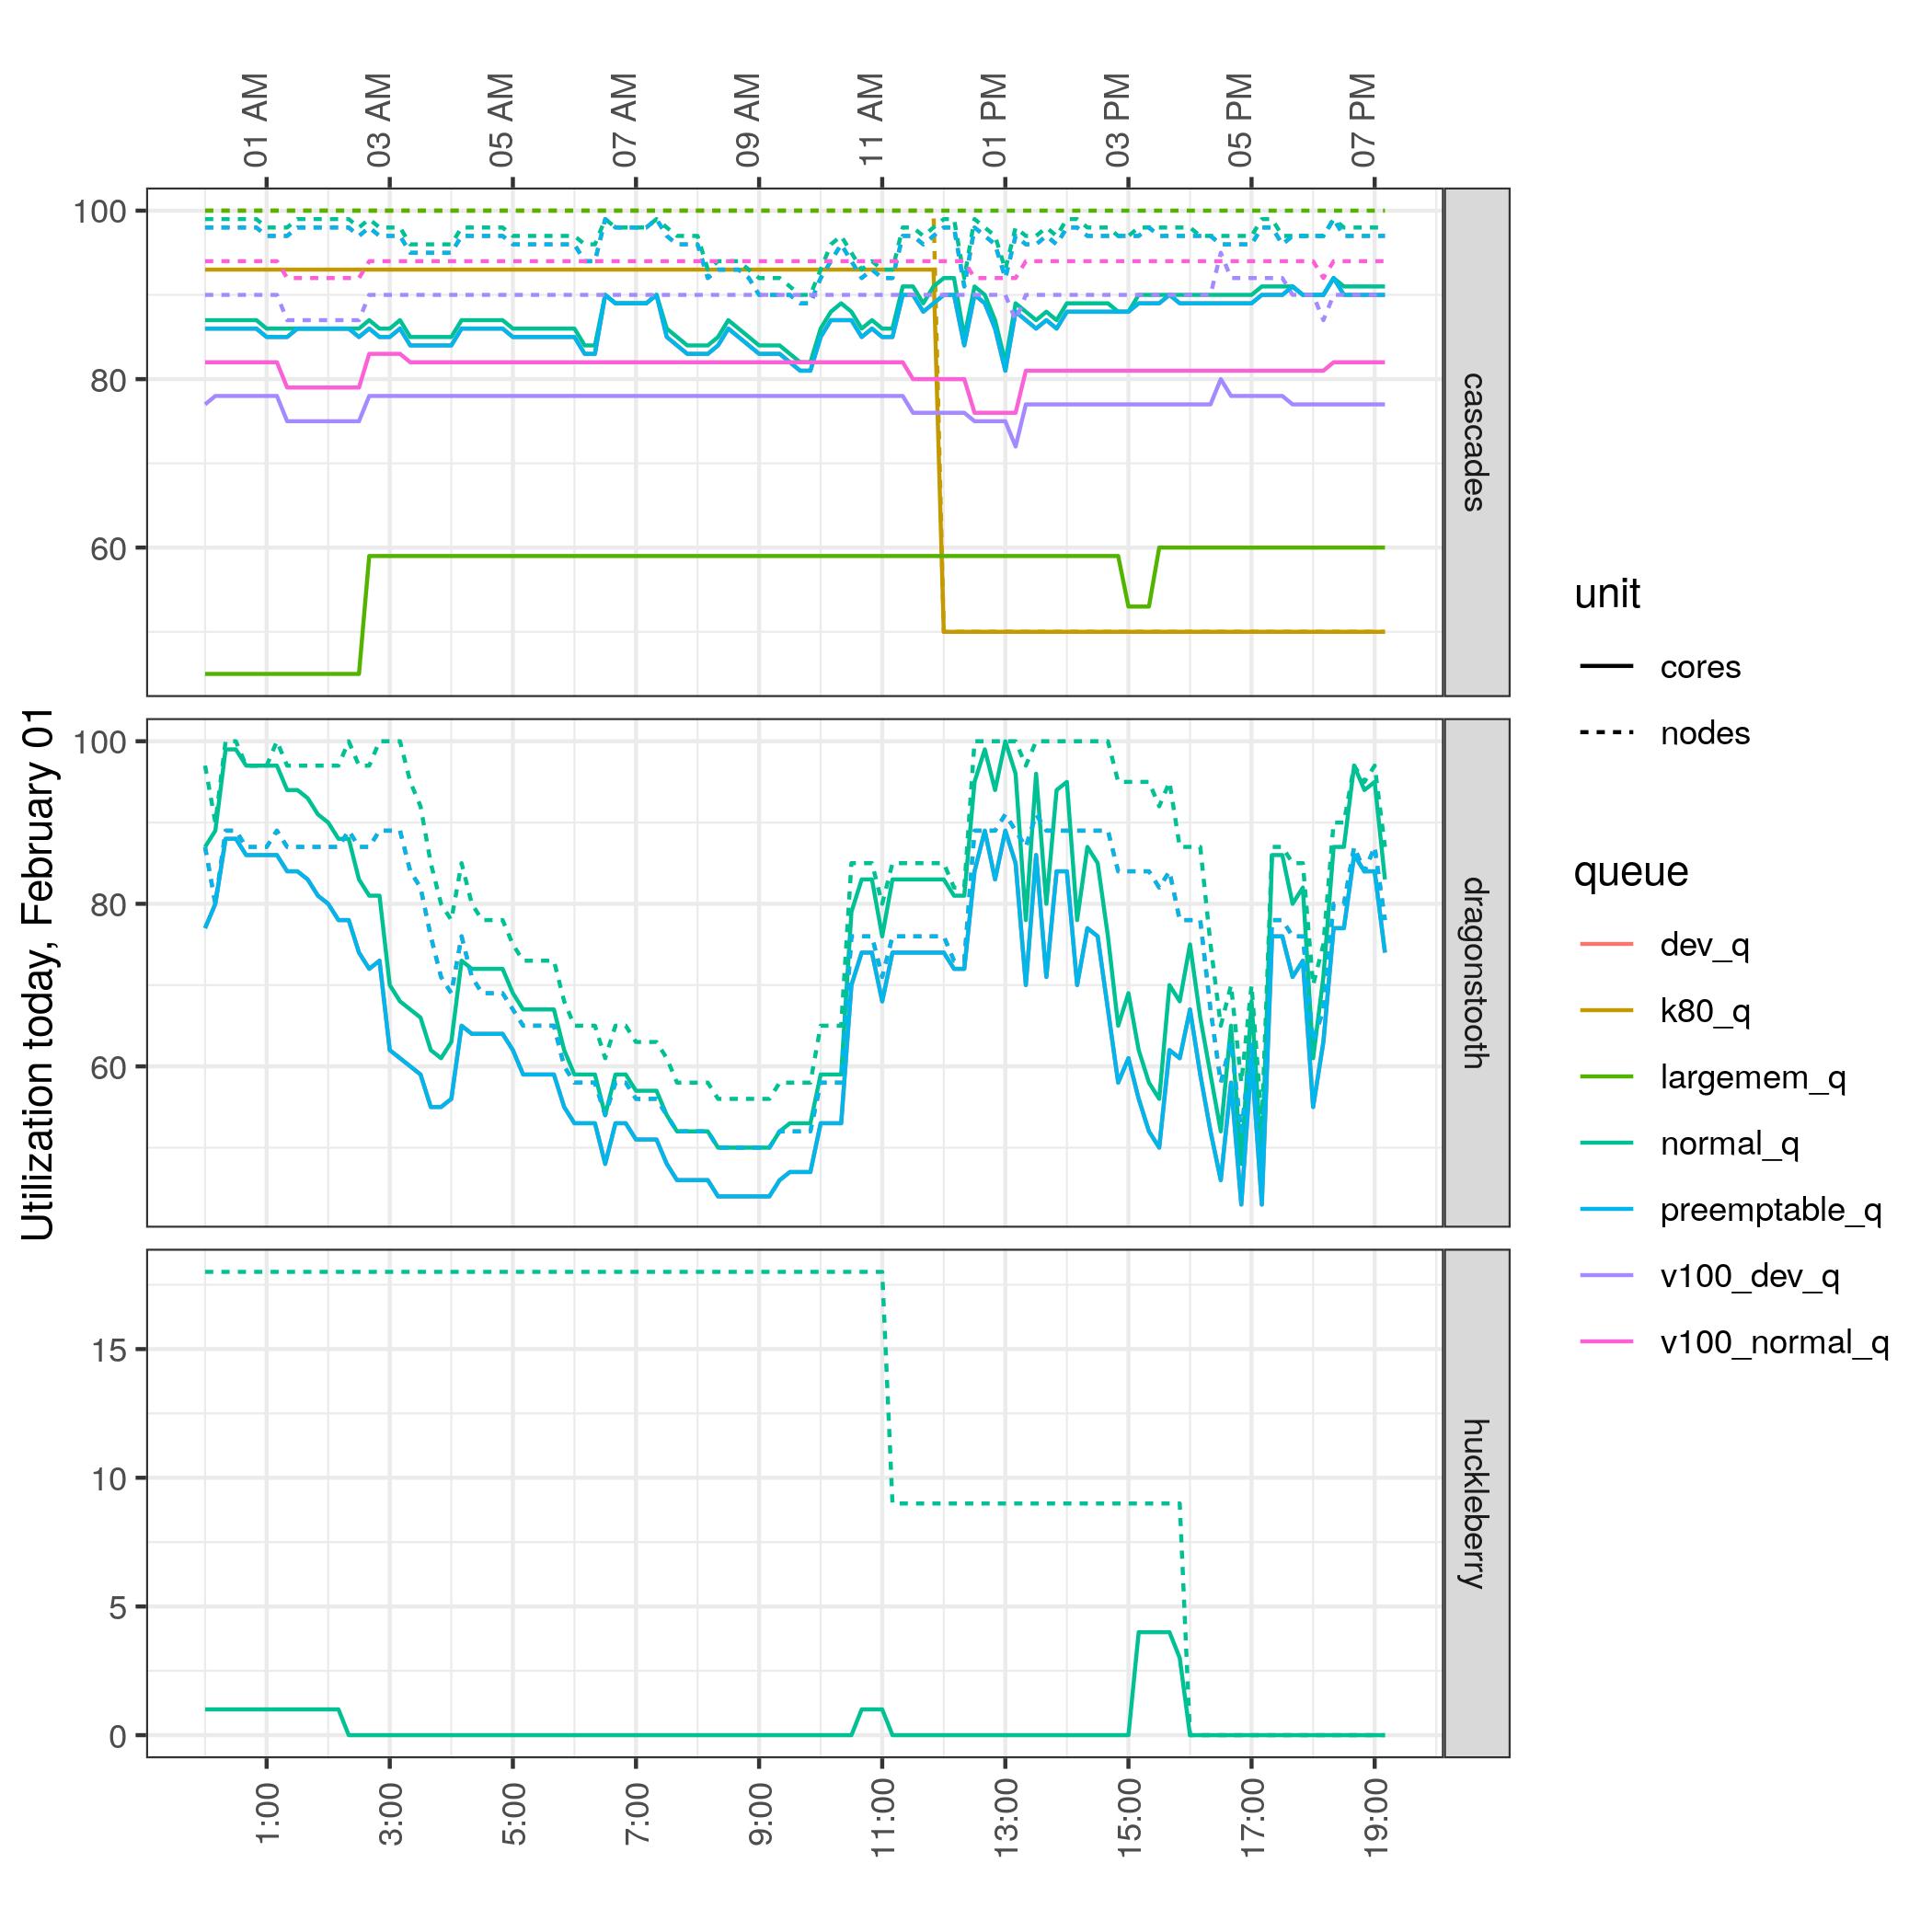 01 AM
03 AM
05 AM
07 AM
09 AM
11 AM
01 PM
03 PM
05 PM
07 PM
Utilization today, February 01
100
80
60
cascades
100
80
60
dragonstooth
15
10
5
0
huckleberry
1:00
3:00
5:00
7:00
9:00
11:00
13:00
15:00
17:00
19:00
unit
cores
nodes
queue
dev_q
k80_q
largemem_q
normal_q
preemptable_q
v100_dev_q
v100_normal_q